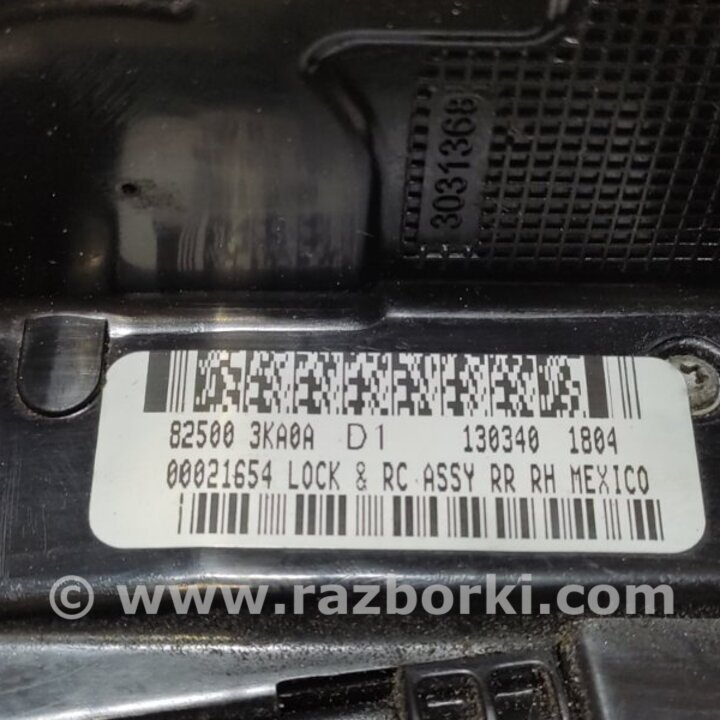 3031368
82500 3KA0A D1 130340 1804
00021654 LOCK & RC ASSY RR RH MEXICO
© www.razborki.com